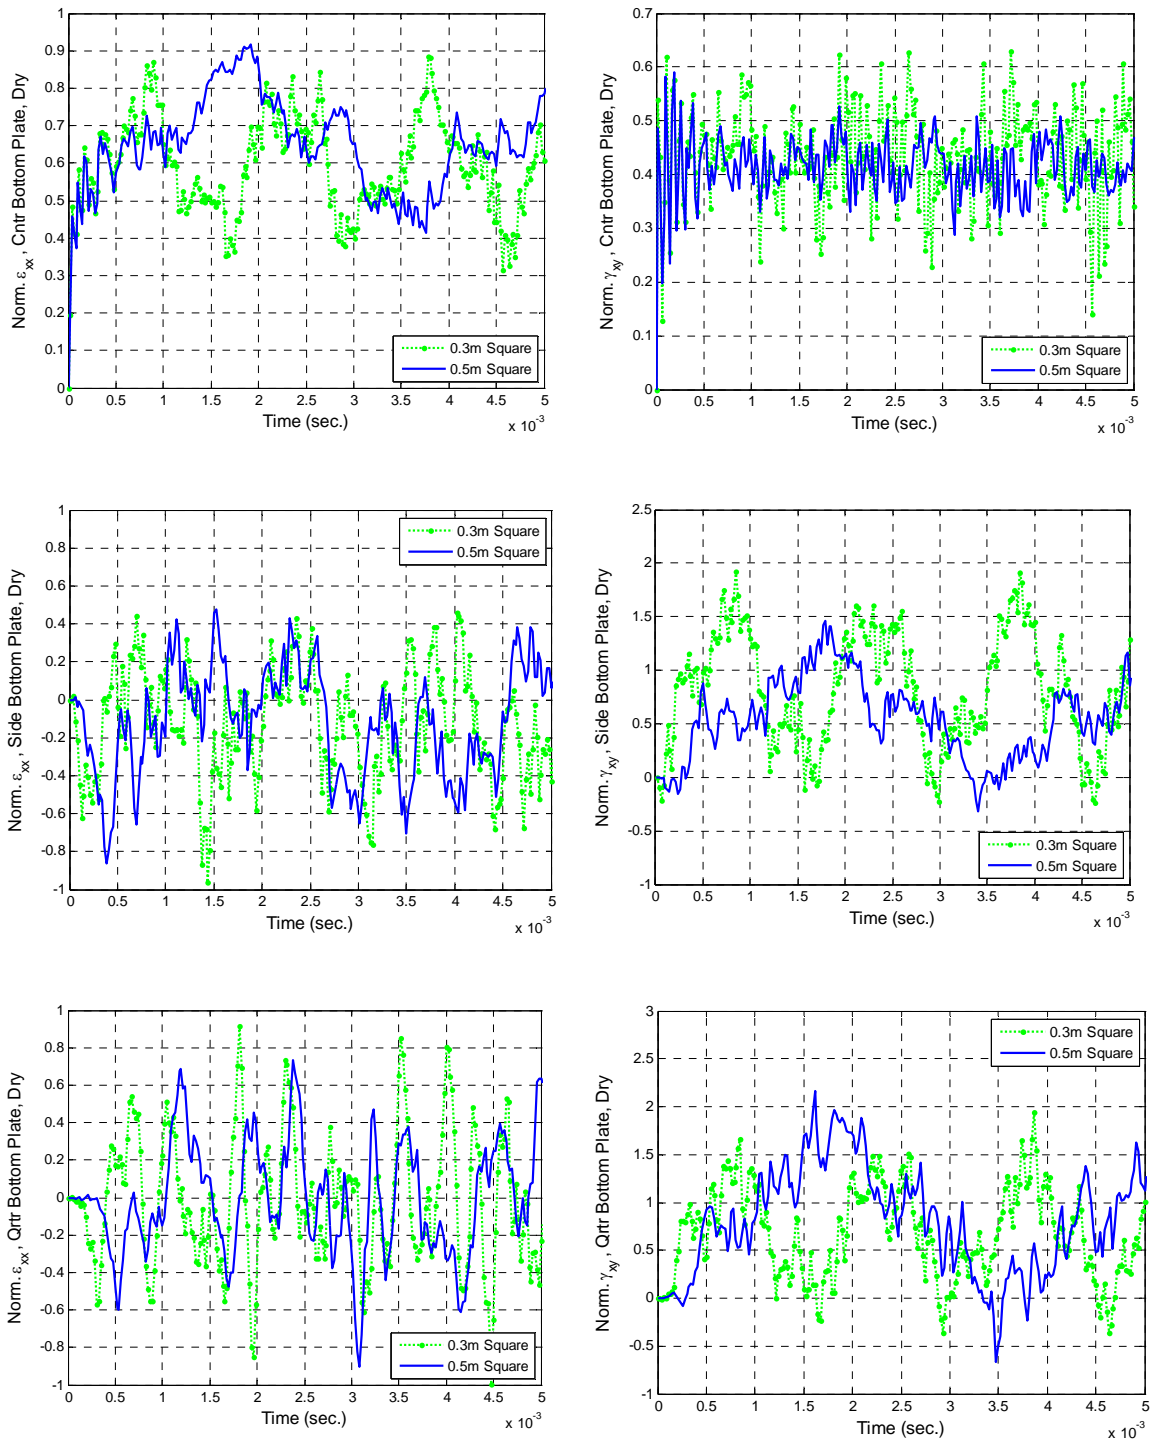 1
0.9
0.8
0.7
0.6
0.5
0.4
0.3
0.2
0.1
0
Norm. εxx , Cntr Bottom Plate, Dry
0.3m Square
0.5m Square
0 0.5 1 1.5 2 2.5 3 3.5 4 4.5 5
Time (sec.)
x 10-3
0.7
0.6
0.5
0.4
0.3
0.2
0.1
0
Norm. γxy , Cntr Bottom Plate, Dry
0.3m Square
0.5m Square
0 0.5 1 1.5 2 2.5 3 3.5 4 4.5 5
Time (sec.)
x 10-3
1
0.8
0.6
0.4
0.2
0
-0.2
-0.4
-0.6
-0.8
-1
Norm. εxx , Side Bottom Plate, Dry
0.3m Square
0.5m Square
0 0.5 1 1.5 2 2.5 3 3.5 4 4.5 5
Time (sec.)
x 10-3
2.5
2
1.5
1
0.5
0
-0.5
-1
Norm. γxy , Side Bottom Plate, Dry
0.3m Square
0.5m Square
0 0.5 1 1.5 2 2.5 3 3.5 4 4.5 5
Time (sec.)
x 10-3
1
0.8
0.6
0.4
0.2
0
-0.2
-0.4
-0.6
-0.8
-1
Norm. εxx , Qrtr Bottom Plate, Dry
0.3m Square
0.5m Square
0 0.5 1 1.5 2 2.5 3 3.5 4 4.5 5
Time (sec.)
x 10-3
3
2.5
2
1.5
1
0.5
0
-0.5
-1
Norm. γxy , Qrtr Bottom Plate, Dry
0.3m Square
0.5m Square
0 0.5 1 1.5 2 2.5 3 3.5 4 4.5 5
Time (sec.)
x 10-3